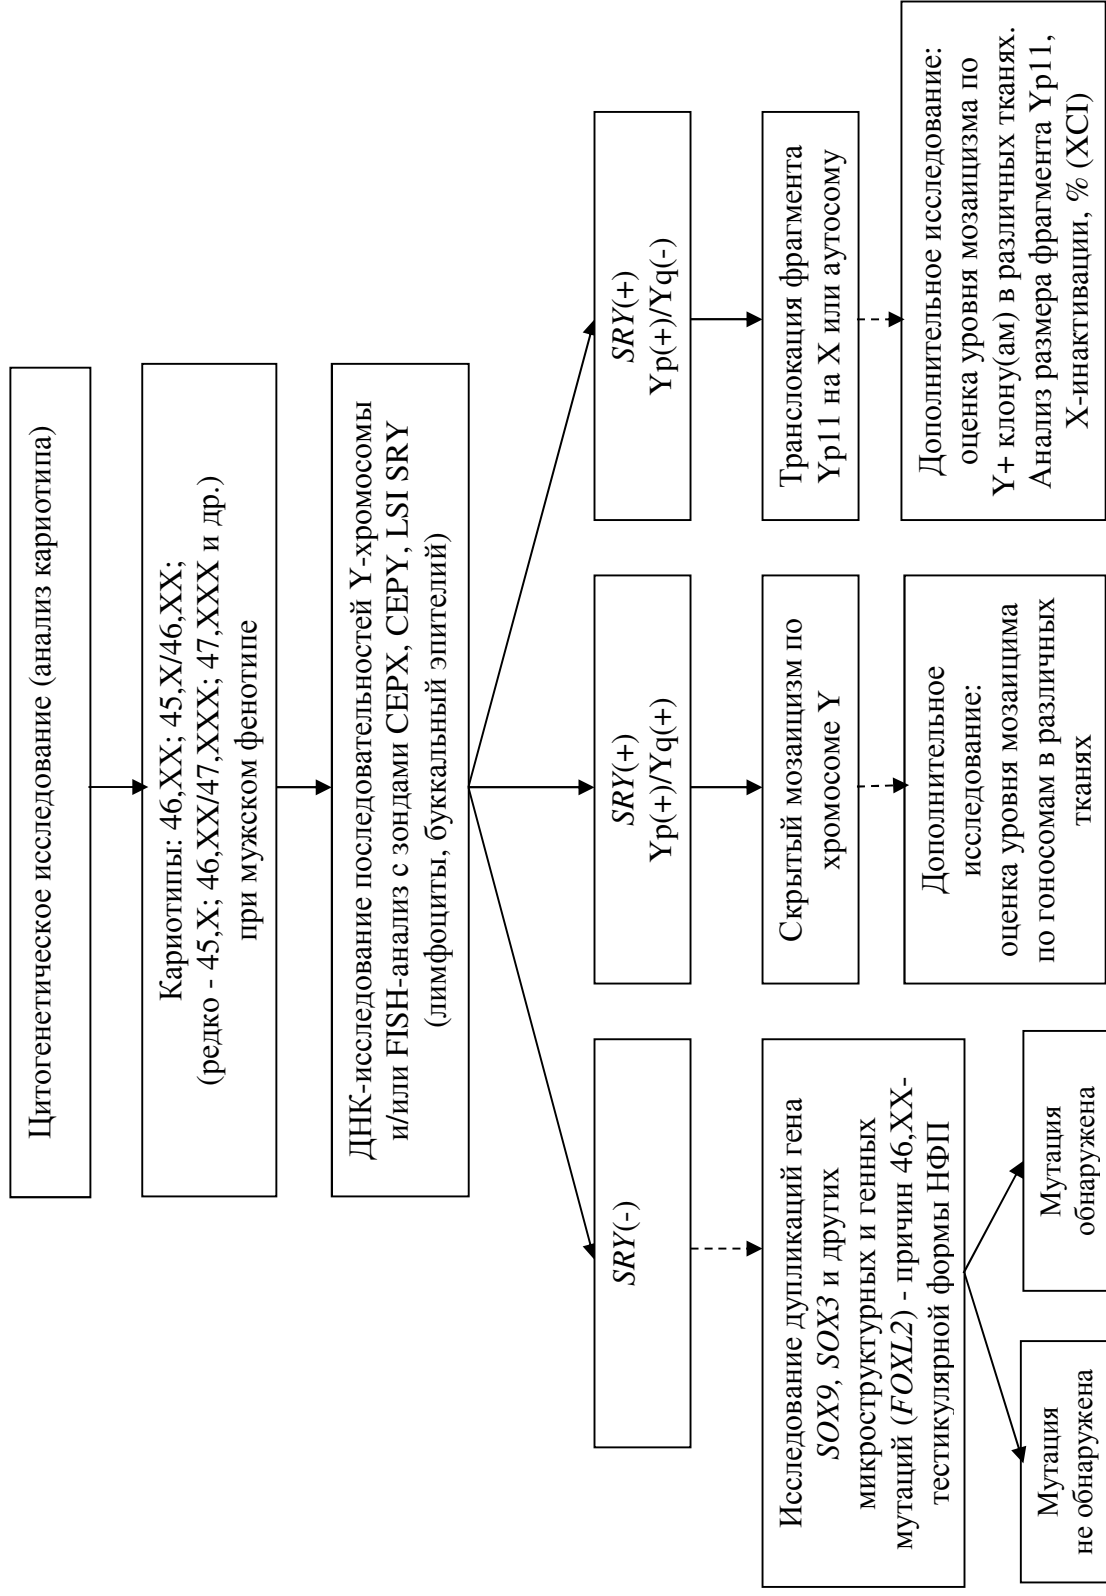 Цитогенетическое исследование (анализ кариотипа)
Кариотипы: 46,XX; 45,X/46,XX;
(редко - 45,X; 46,XX/47,XXX; 47,XXX и др.)
при мужском фенотипе
ДНК-исследование последовательностей Y-хромосомы
и/или FISH-анализ с зондами CEPX, CEPY, LSI SRY
(лимфоциты, буккальный эпителий)
SRY(-)
SRY(+)
Yp(+)/Yq(+)
SRY(+)
Yp(+)/Yq(-)
Исследование дупликаций гена
SOX9, SOX3 и других
микроструктурных и генных
мутаций (FOXL2) - причин 46,XX-
тестикулярной формы НФП
Скрытый мозаицизм по
хромосоме Y
Транслокация фрагмента
Yp11 на X или аутосому
Мутация
не обнаружена
Мутация
обнаружена
Дополнительное
исследование:
оценка уровня мозаицима
по гоносомам в различных
тканях
Дополнительное исследование:
оценка уровня мозаицизма по
Y+ клону(ам) в различных тканях.
Анализ размера фрагмента Yp11,
X-инактивации, % (XCI)